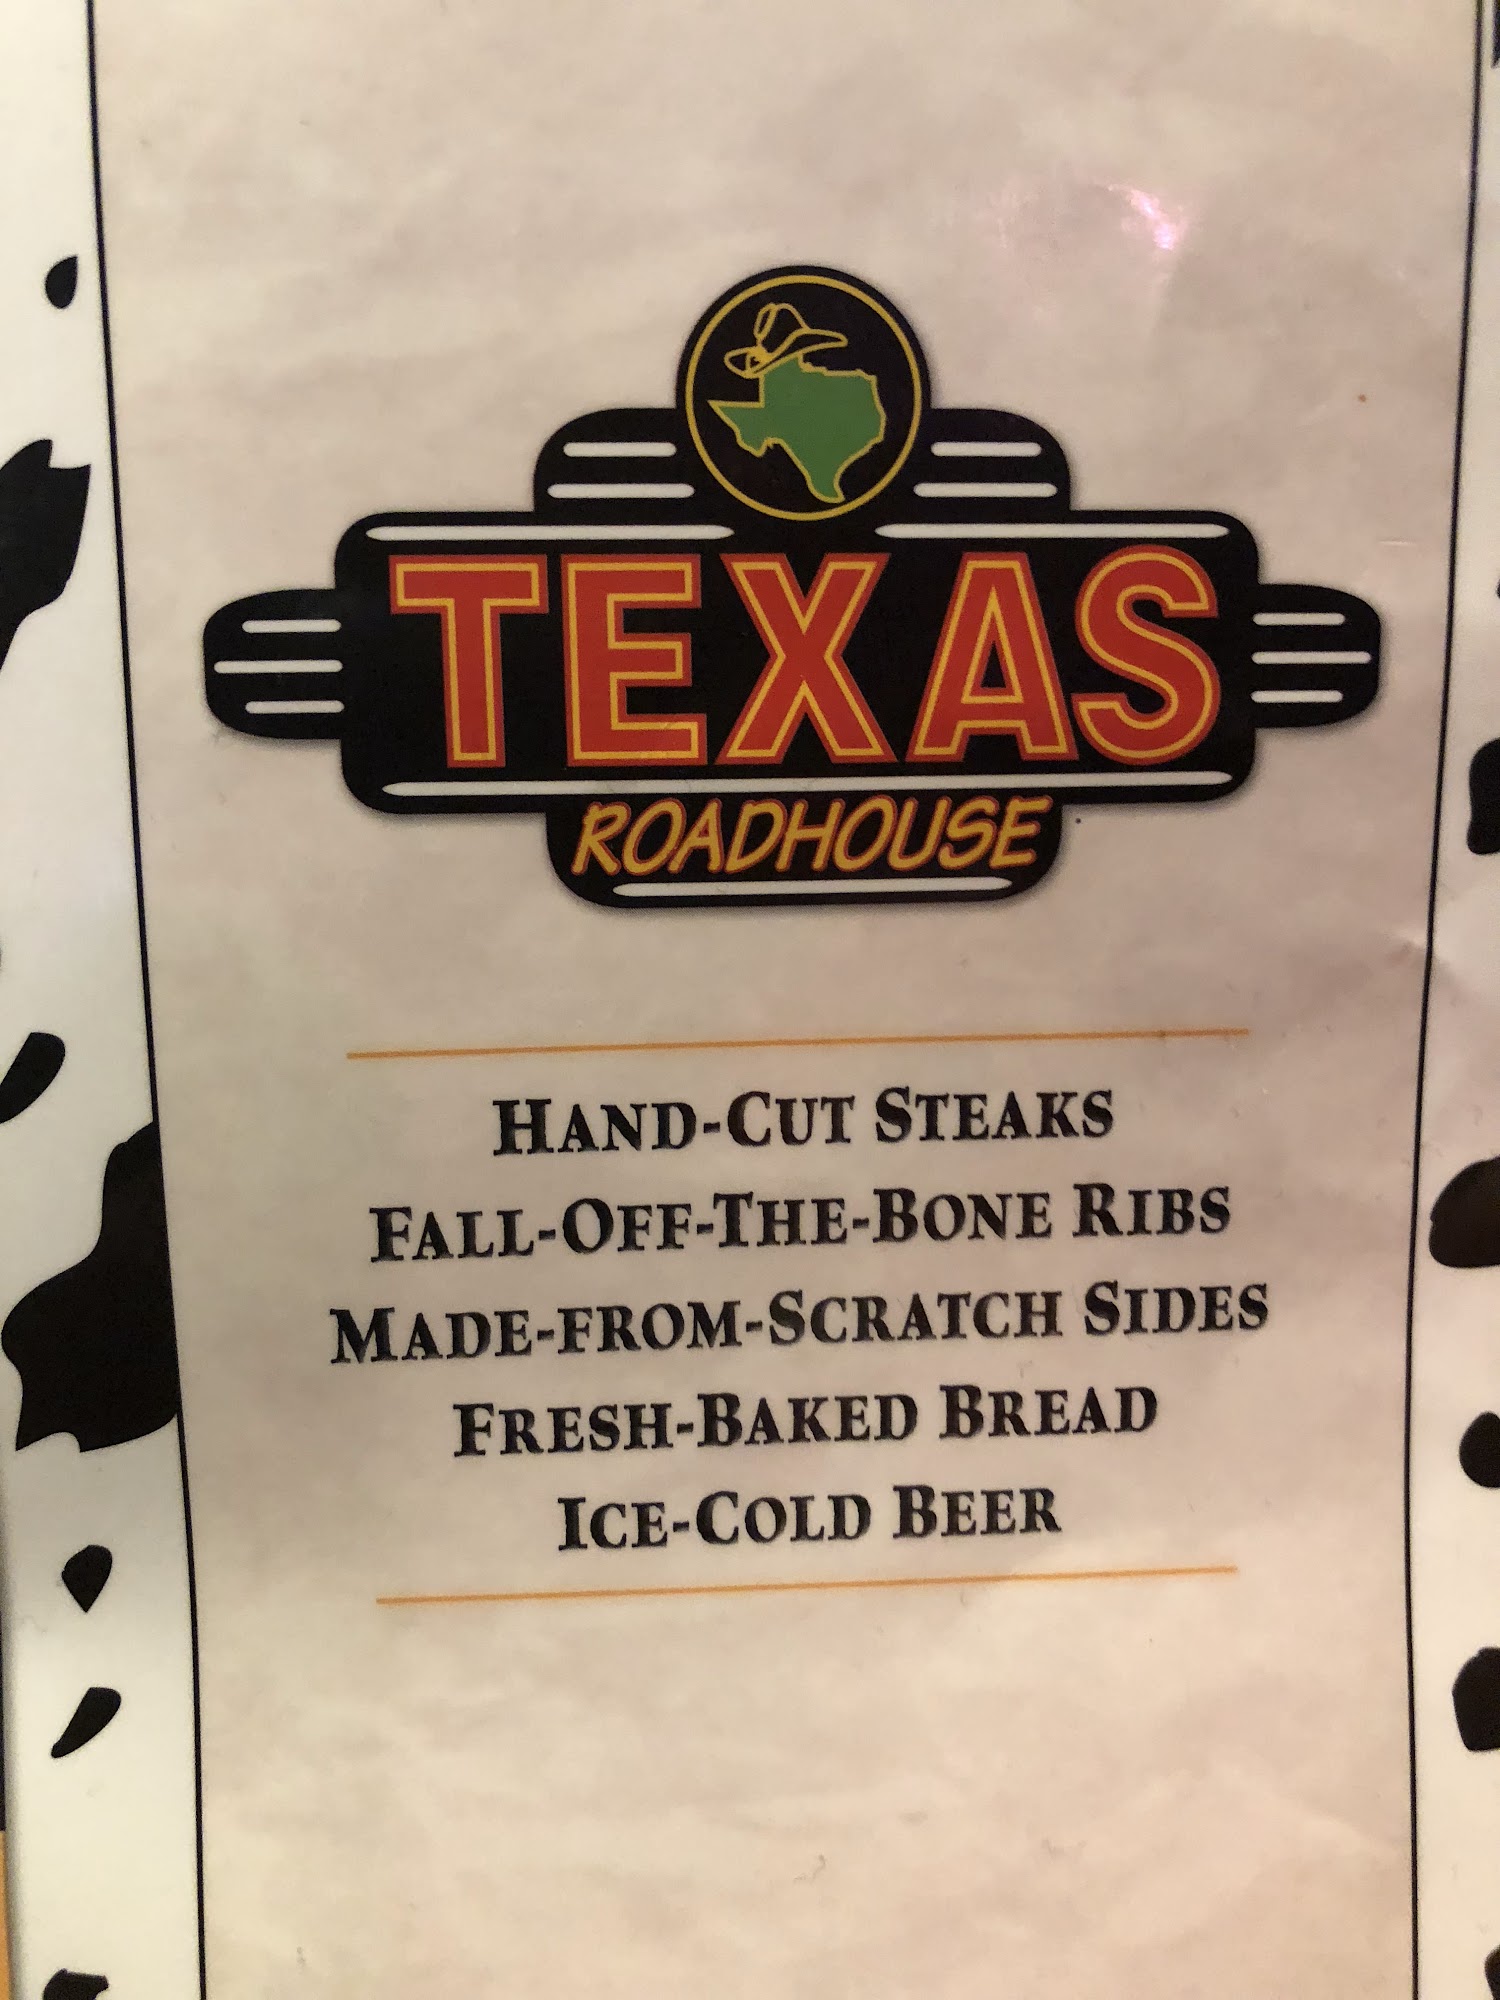 TEXAS
ROADHOUSE
HAND-CUT STEAKS
FALL-OFF-THE-BONE RIBS
MADE-FROM-SCRATCH SIDES
FRESH-BAKED BREAD
ICE-COLD BEER